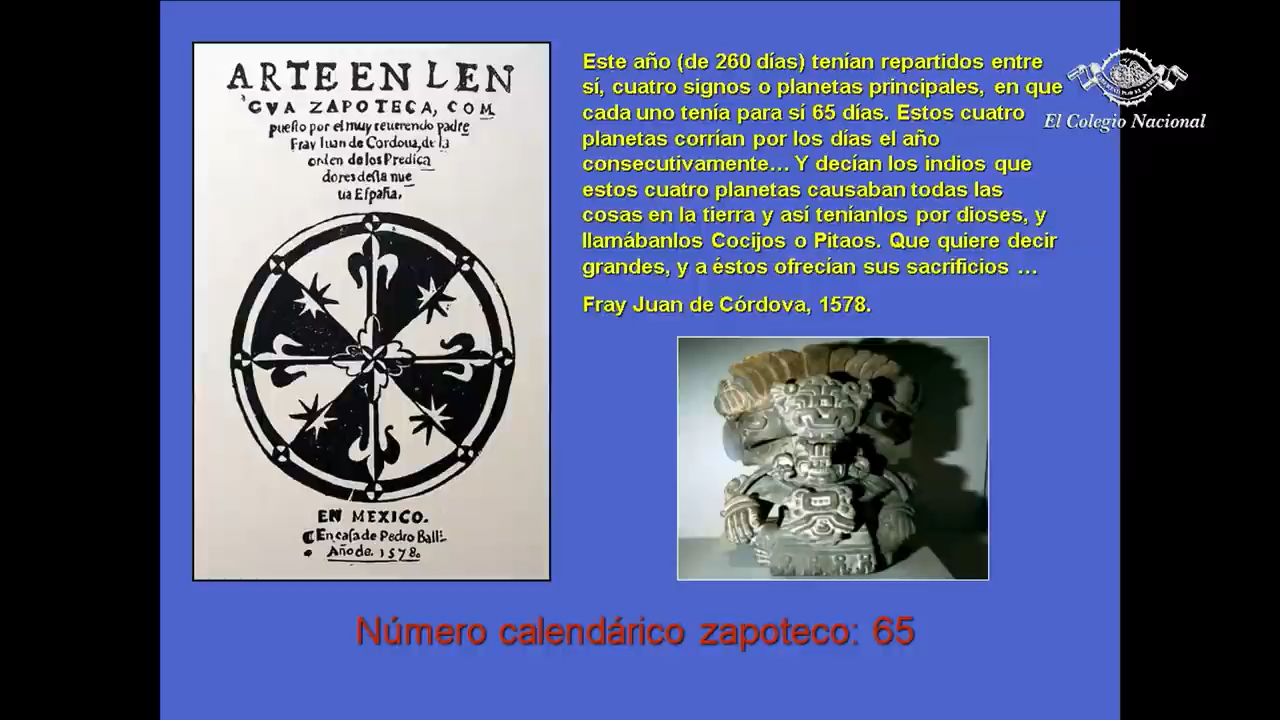 ARTE EN LEN
GVA ZAPOTECA, COM
puesto por el muy reuerendo padre
Fray Iuan de Cordoua, de la
orden de los Predica
dores desta nue
ua España,
EN MEXICO.
En casa de Pedro Balli.
Año de. 1578.
Este año (de 260 días) tenían repartidos entre
sí, cuatro signos o planetas principales, en que
cada uno tenía para sí 65 días. Estos cuatro
planetas corrían por los días el año
consecutivamente... Y decían los indios que
estos cuatro planetas causaban todas las
cosas en la tierra y así teníanlos por dioses, y
llamábanlos Cocijos o Pitaos. Que quiere decir
grandes, y a éstos ofrecían sus sacrificios ...
Fray Juan de Córdova, 1578.
El Colegio Nacional
Número calendárico zapoteco: 65